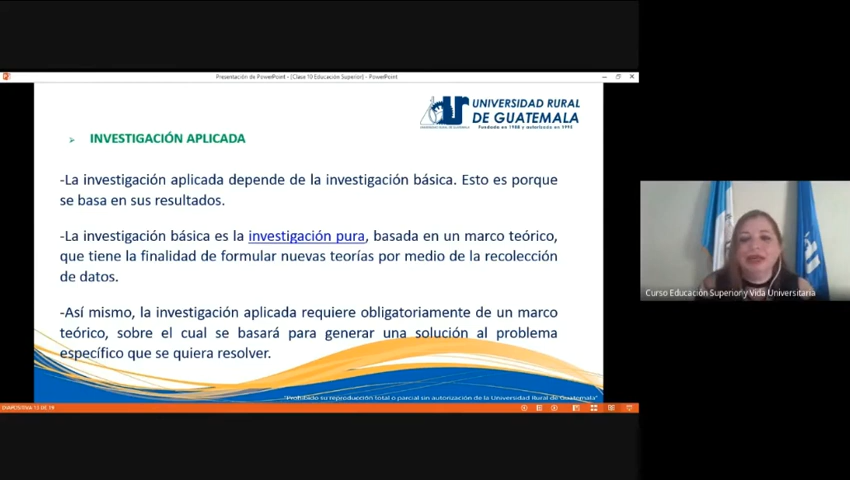 Presentación de PowerPoint - [Clase 10 Educación Superior] - PowerPoint
UNIVERSIDAD RURAL
DE GUATEMALA
Fundado en 1988 y autorizada en 1995
INVESTIGACIÓN APLICADA
-La investigación aplicada depende de la investigación básica. Esto es porque
se basa en sus resultados.
-La investigación básica es la investigación pura, basada en un marco teórico,
que tiene la finalidad de formular nuevas teorías por medio de la recolección
de datos.
-Así mismo, la investigación aplicada requiere obligatoriamente de un marco
teórico, sobre el cual se basará para generar una solución al problema
específico que se quiera resolver.
"Prohibido su reproducción total o parcial sin autorización de la Universidad Rural de Guatemala"
DIAPOSITIVA 13 DE 19
Curso Educación Superior y Vida Universitaria